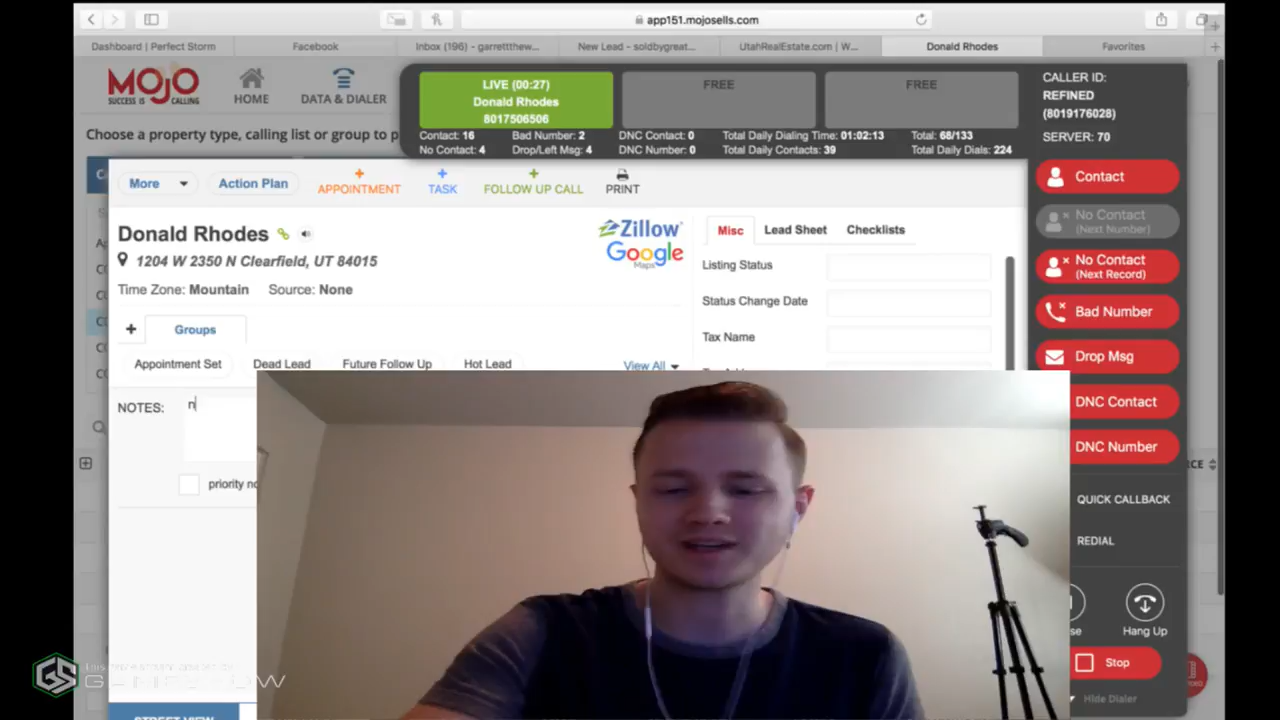 app151.mojosells.com
Dashboard | Perfect Storm
Facebook
Inbox (196) - garrettthew...
New Lead - soldbygreat...
UtahRealEstate.com | W...
Donald Rhodes
Favorites
MOJO
SUCCESS IS CALLING
HOME
DATA & DIALER
LIVE (00:27)
Donald Rhodes
8017506506
FREE
FREE
CALLER ID:
REFINED
(8019176028)
SERVER: 70
Contact: 16
Bad Number: 2
DNC Contact: 0
Total Daily Dialing Time: 01:02:13
Total: 68/133
No Contact: 4
Drop/Left Msg: 4
DNC Number: 0
Total Daily Contacts: 39
Total Daily Dials: 224
Choose a property type, calling list or group to p
More
Action Plan
APPOINTMENT
TASK
FOLLOW UP CALL
PRINT
Donald Rhodes
1204 W 2350 N Clearfield, UT 84015
Time Zone: Mountain
Source: None
Zillow
Google
Maps
Misc
Lead Sheet
Checklists
Listing Status
Status Change Date
Tax Name
Groups
Appointment Set
Dead Lead
Future Follow Up
Hot Lead
View All
NOTES:
n
priority no
Contact
No Contact
(Next Number)
No Contact
(Next Record)
Bad Number
Drop Msg
DNC Contact
DNC Number
QUICK CALLBACK
REDIAL
se
Hang Up
Stop
Hide Dialer
RCE
STREET VIEW
GS